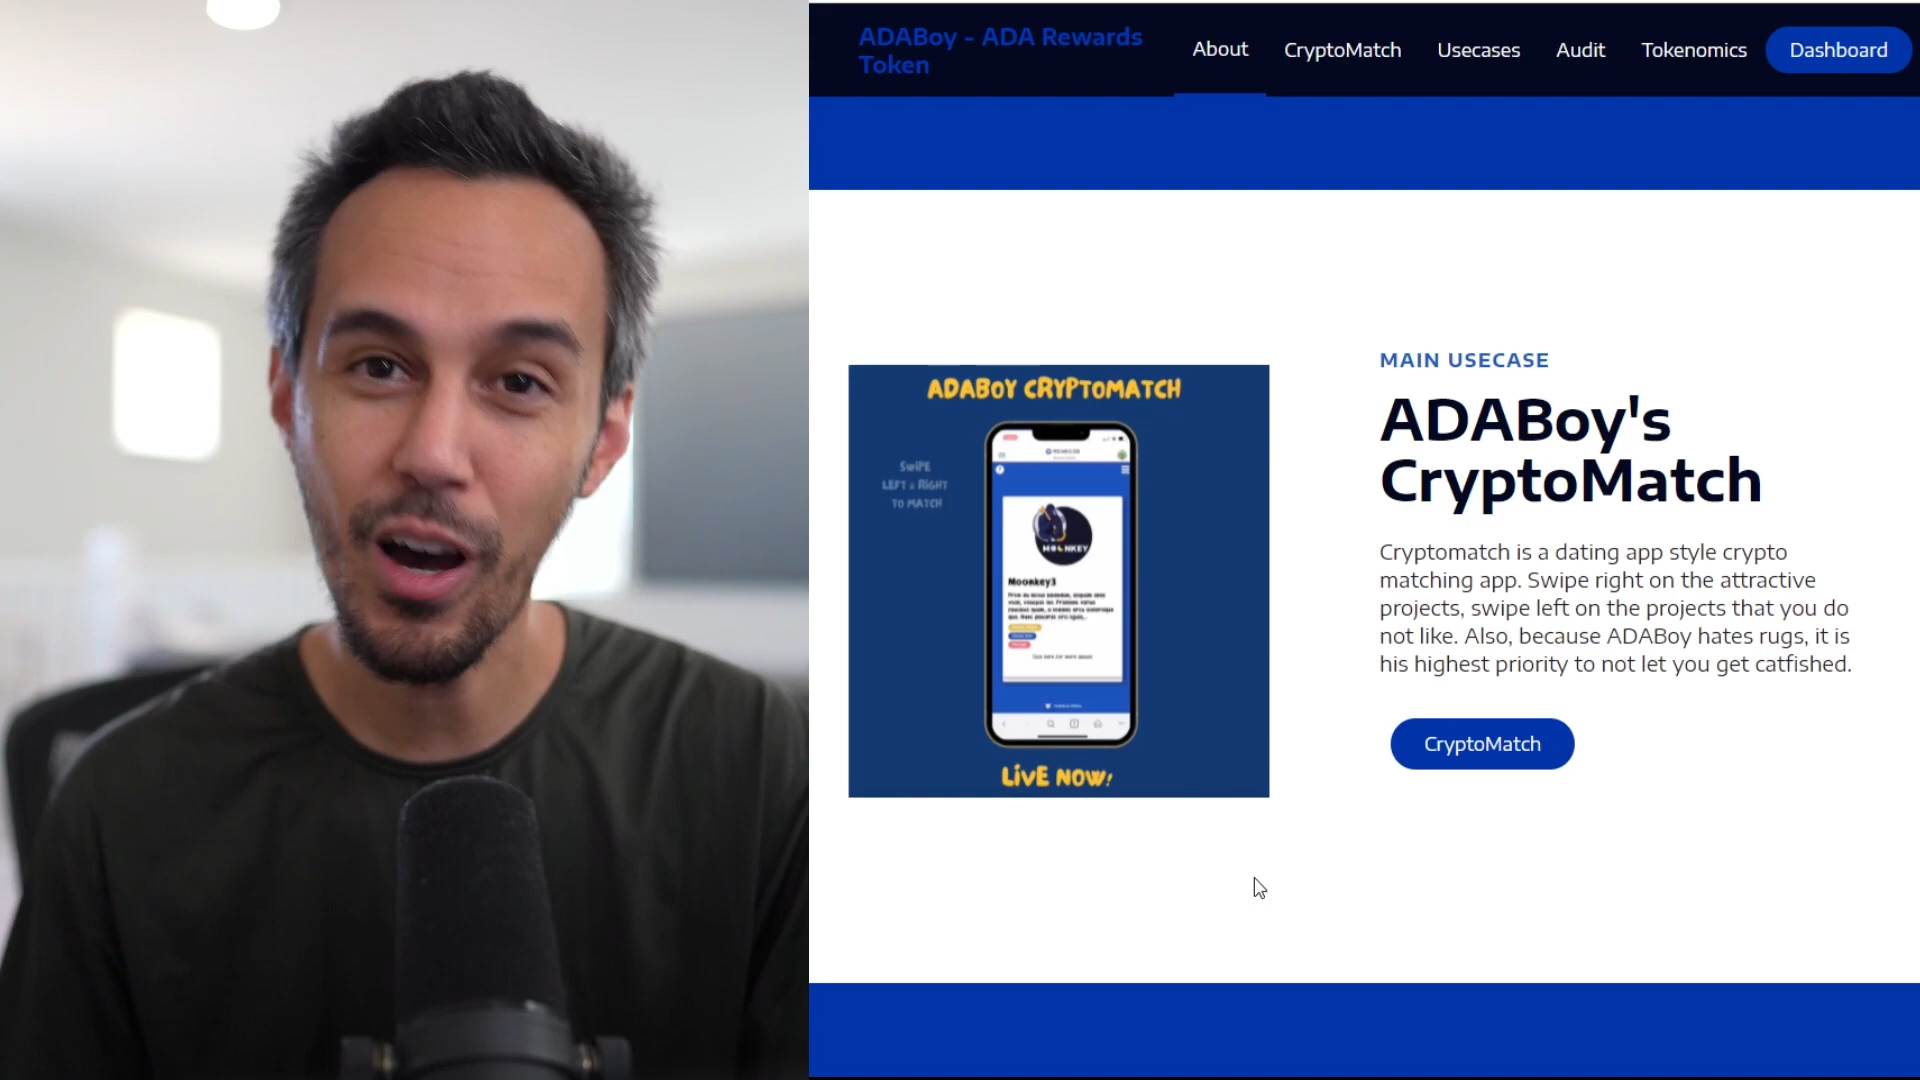 ADABoy - ADA Rewards
Token
About
CryptoMatch
Usecases
Audit
Tokenomics
Dashboard
ADABOY CRYPTOMATCH
SWIPE
LEFT & RIGHT
TO MATCH
MOONKEY
Moonkey3
LIVE NOW!
MAIN USECASE
ADABoy's
CryptoMatch
Cryptomatch is a dating app style crypto
matching app. Swipe right on the attractive
projects, swipe left on the projects that you do
not like. Also, because ADABoy hates rugs, it is
his highest priority to not let you get catfished.
CryptoMatch